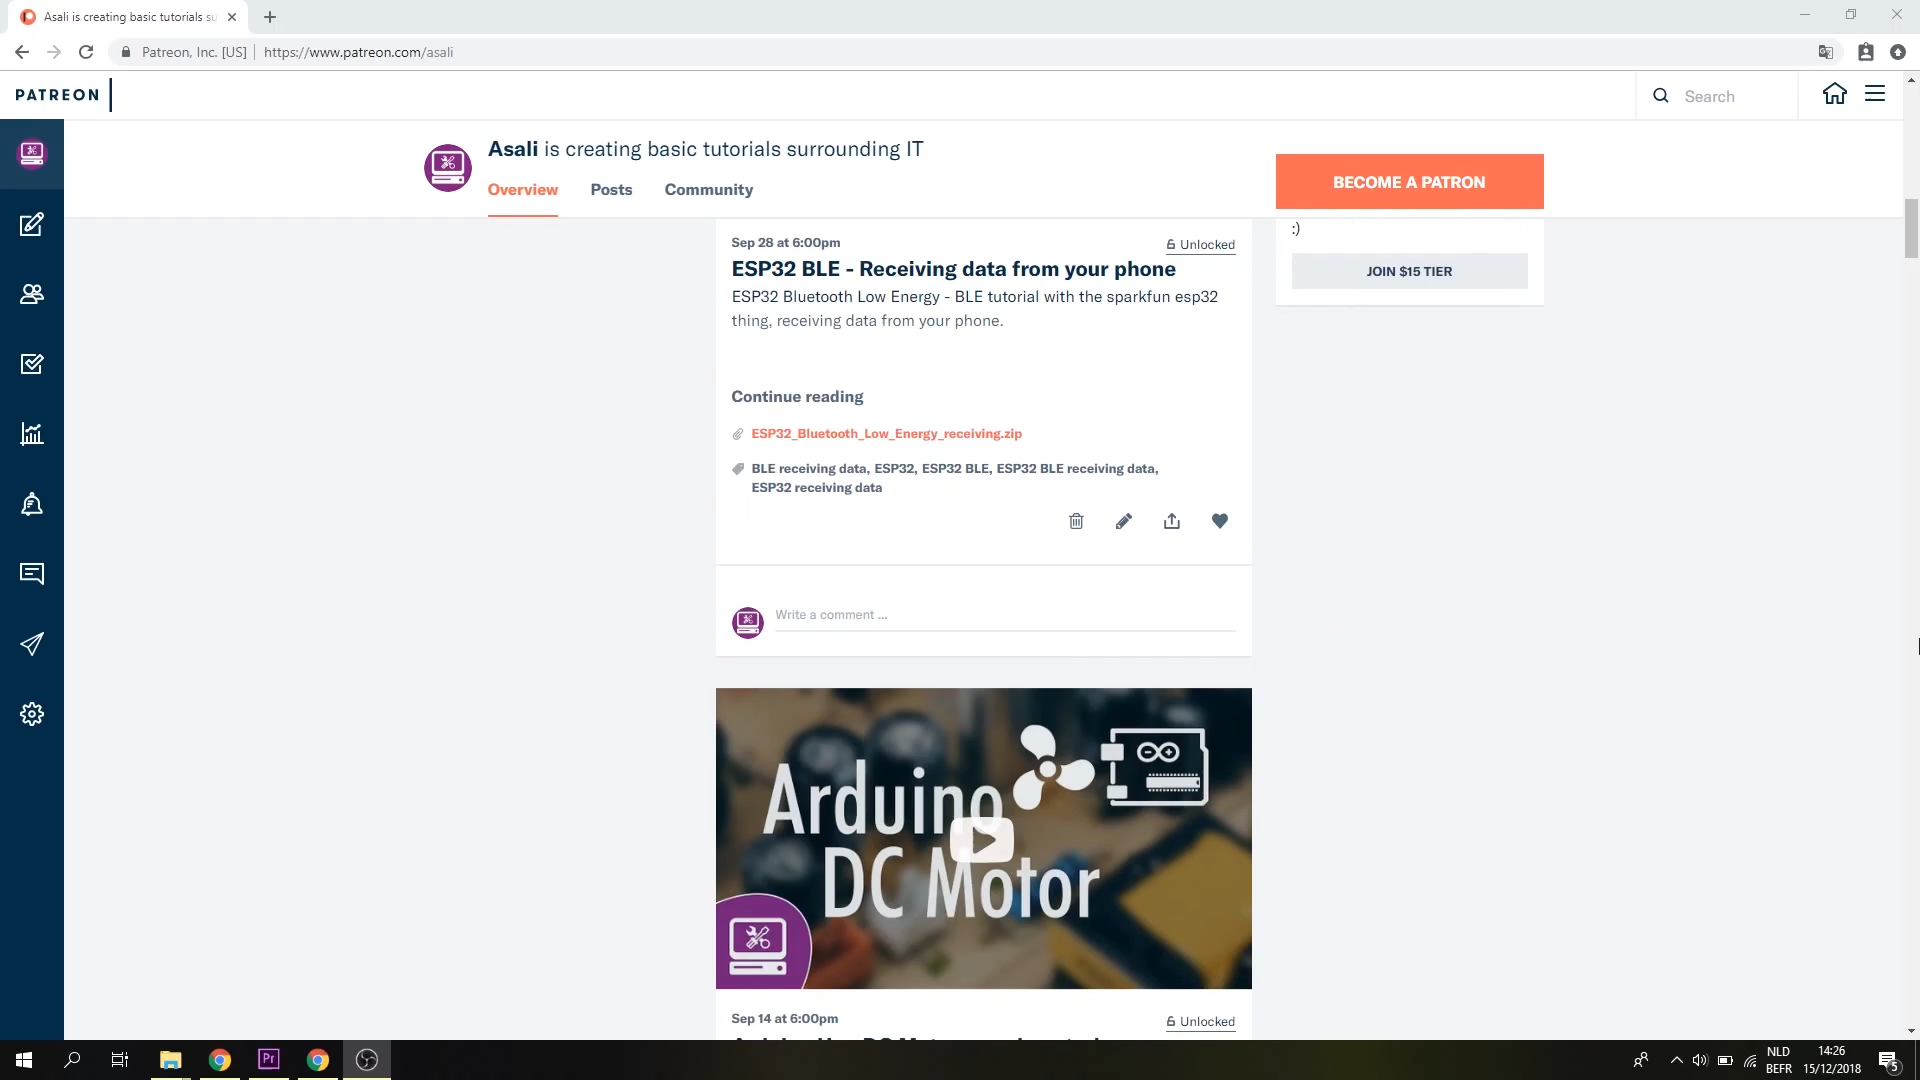 Asali is creating basic tutorials su
Patreon, Inc. [US] | https://www.patreon.com/asali
PATREON
Search
Asali is creating basic tutorials surrounding IT
Overview Posts Community
BECOME A PATRON
:)
JOIN $15 TIER
Sep 28 at 6:00pm
Unlocked
ESP32 BLE - Receiving data from your phone
ESP32 Bluetooth Low Energy - BLE tutorial with the sparkfun esp32
thing, receiving data from your phone.
Continue reading
ESP32_Bluetooth_Low_Energy_receiving.zip
BLE receiving data, ESP32, ESP32 BLE, ESP32 BLE receiving data,
ESP32 receiving data
Write a comment ...
Arduino
DC Motor
Sep 14 at 6:00pm
Unlocked
Pr
NLD
BEFR
14:26
15/12/2018
5